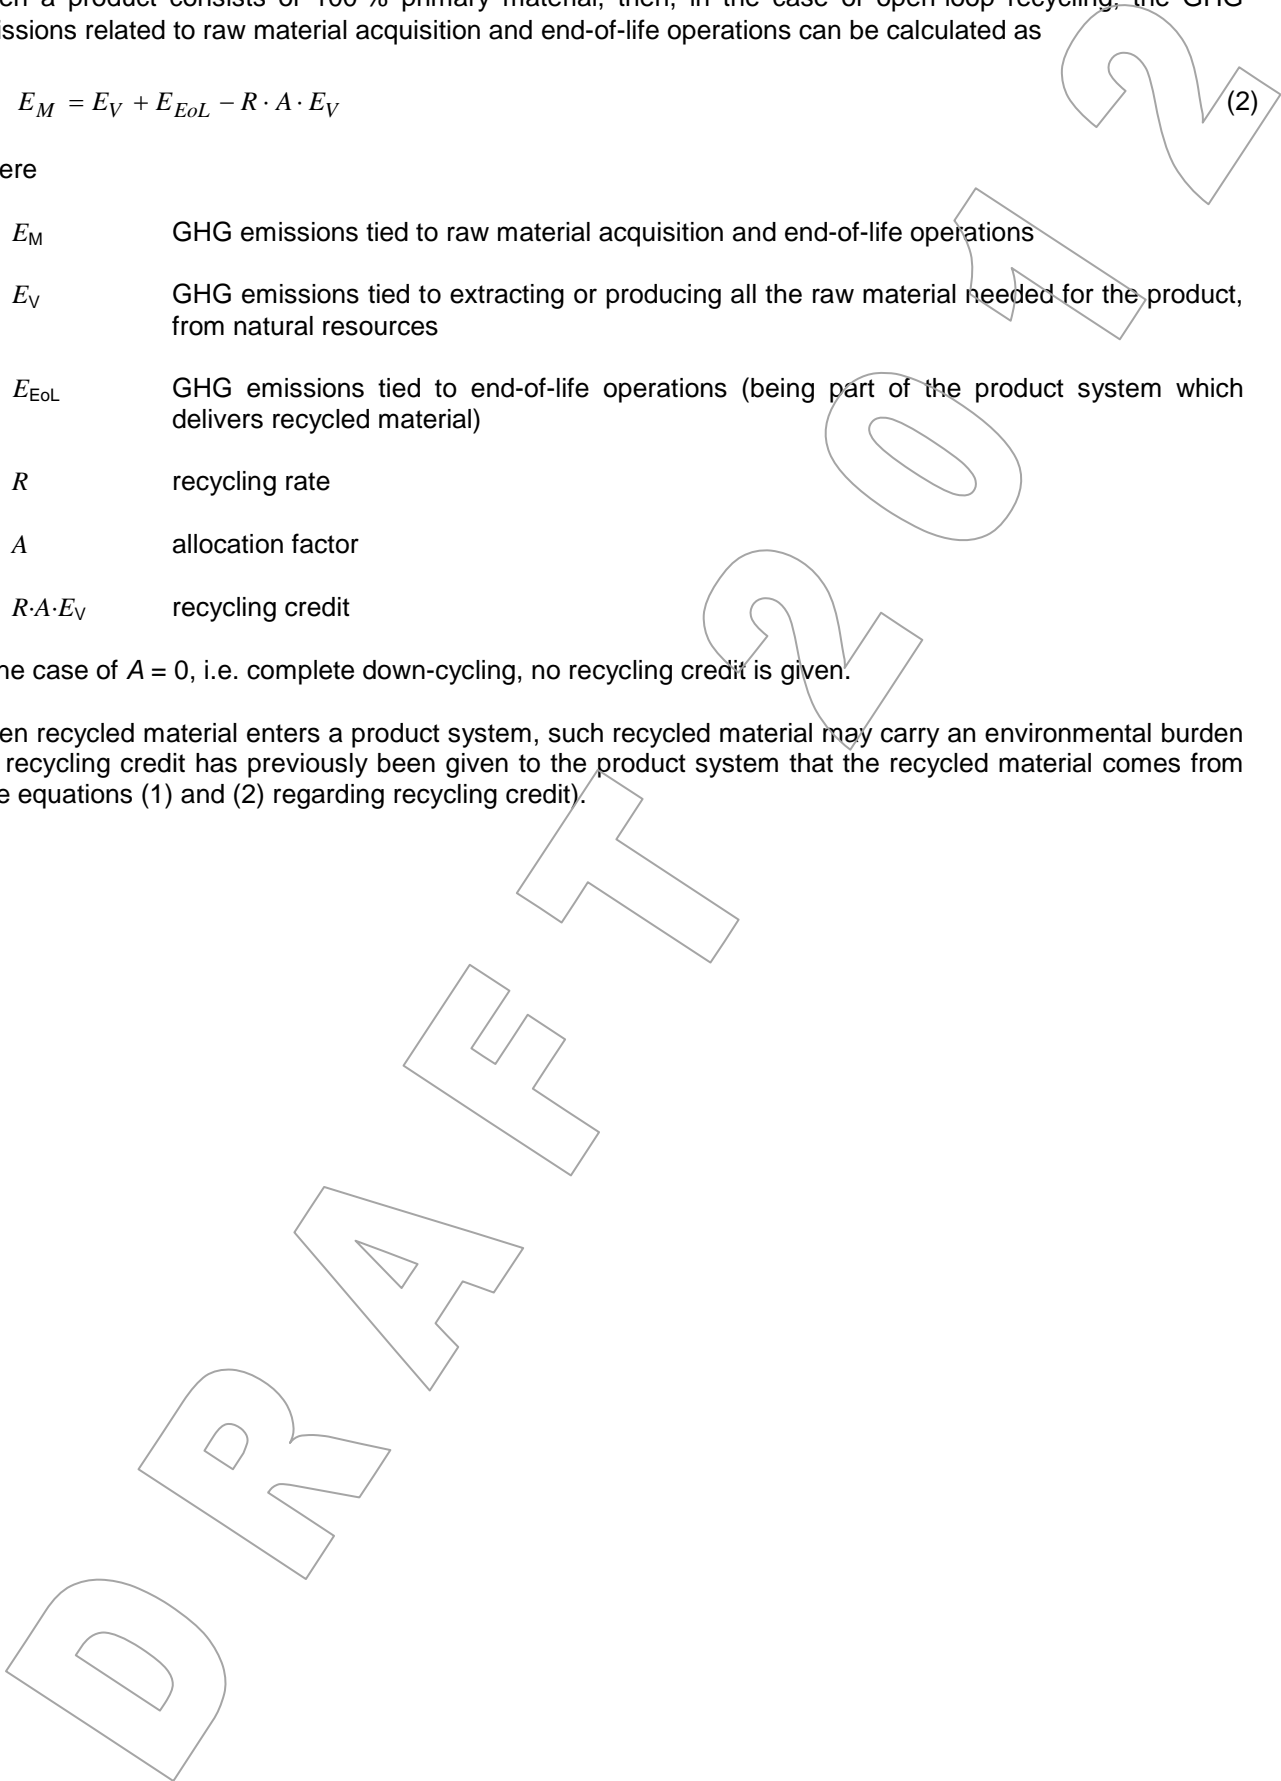 n a product consists of 100 % primary material, then, in the case of open-loop recycling, the GHG
issions related to raw material acquisition and end-of-life operations can be calculated as
E_M = E_V + E_EoL − R · A · E_V (2)
ere
E_M GHG emissions tied to raw material acquisition and end-of-life operations
E_V GHG emissions tied to extracting or producing all the raw material needed for the product,
from natural resources
E_EoL GHG emissions tied to end-of-life operations (being part of the product system which
delivers recycled material)
R recycling rate
A allocation factor
R·A·E_V recycling credit
he case of A = 0, i.e. complete down-cycling, no recycling credit is given.
en recycled material enters a product system, such recycled material may carry an environmental burden
recycling credit has previously been given to the product system that the recycled material comes from
e equations (1) and (2) regarding recycling credit).
DRAFT 2012